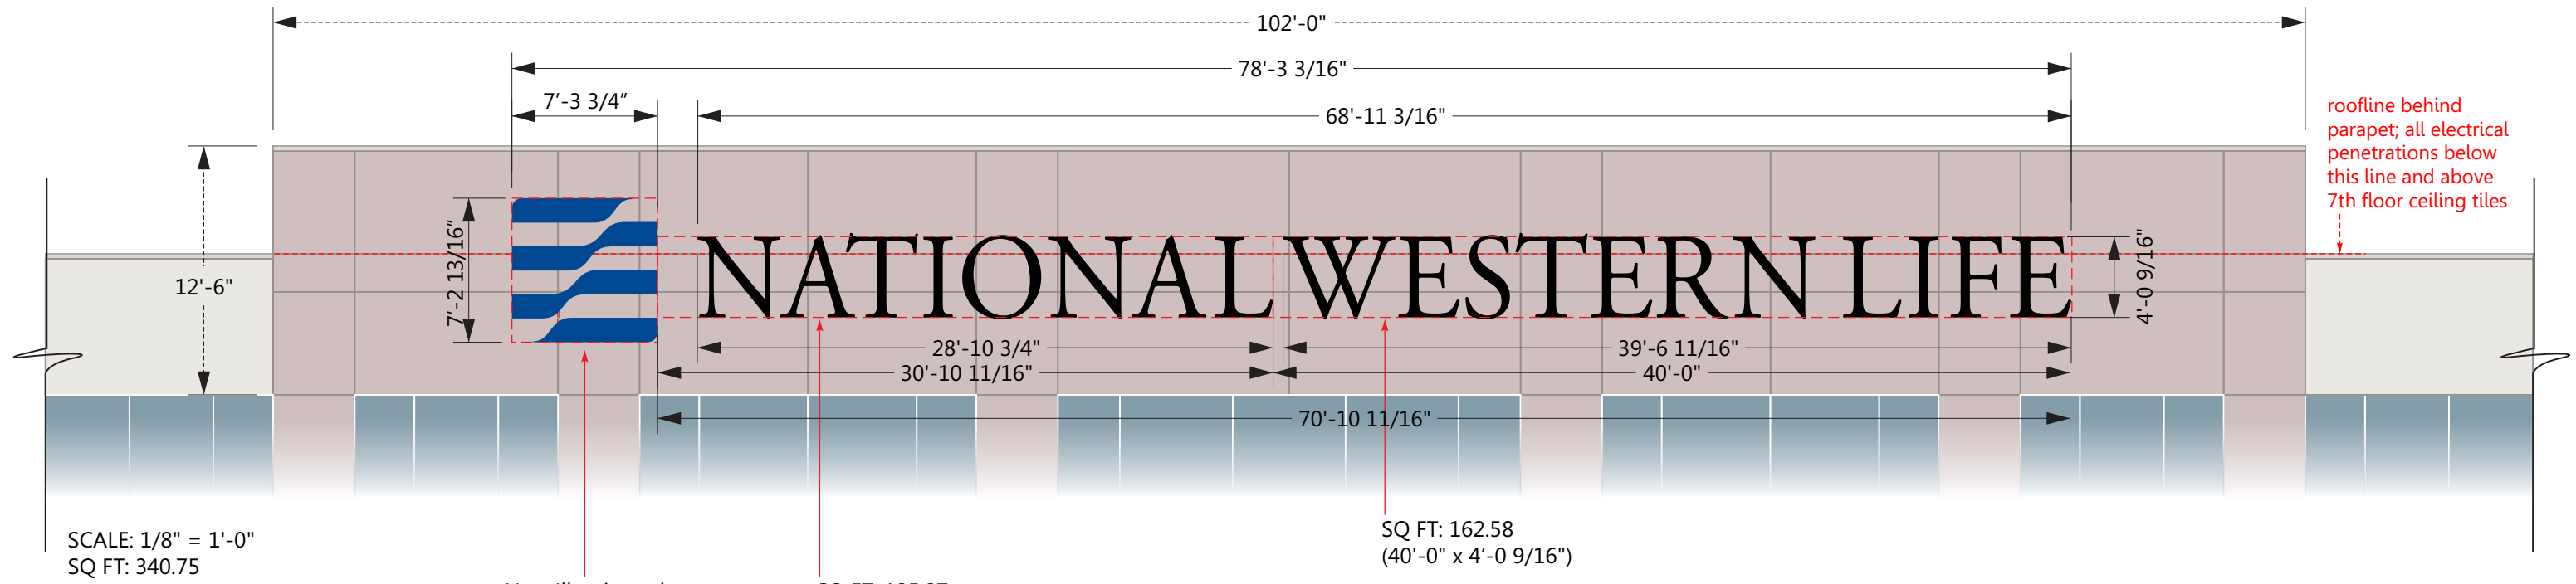 102'-0"
78'-3 3/16"
7'-3 3/4"
68'-11 3/16"
roofline behind
parapet; all electrical
penetrations below
this line and above
7th floor ceiling tiles
12'-6"
7'-2 13/16"
NATIONAL WESTERN LIFE
4'-0 9/16"
28'-10 3/4"
39'-6 11/16"
30'-10 11/16"
40'-0"
70'-10 11/16"
SCALE: 1/8" = 1'-0"
SQ FT: 340.75
SQ FT: 162.58
(40'-0" x 4'-0 9/16")